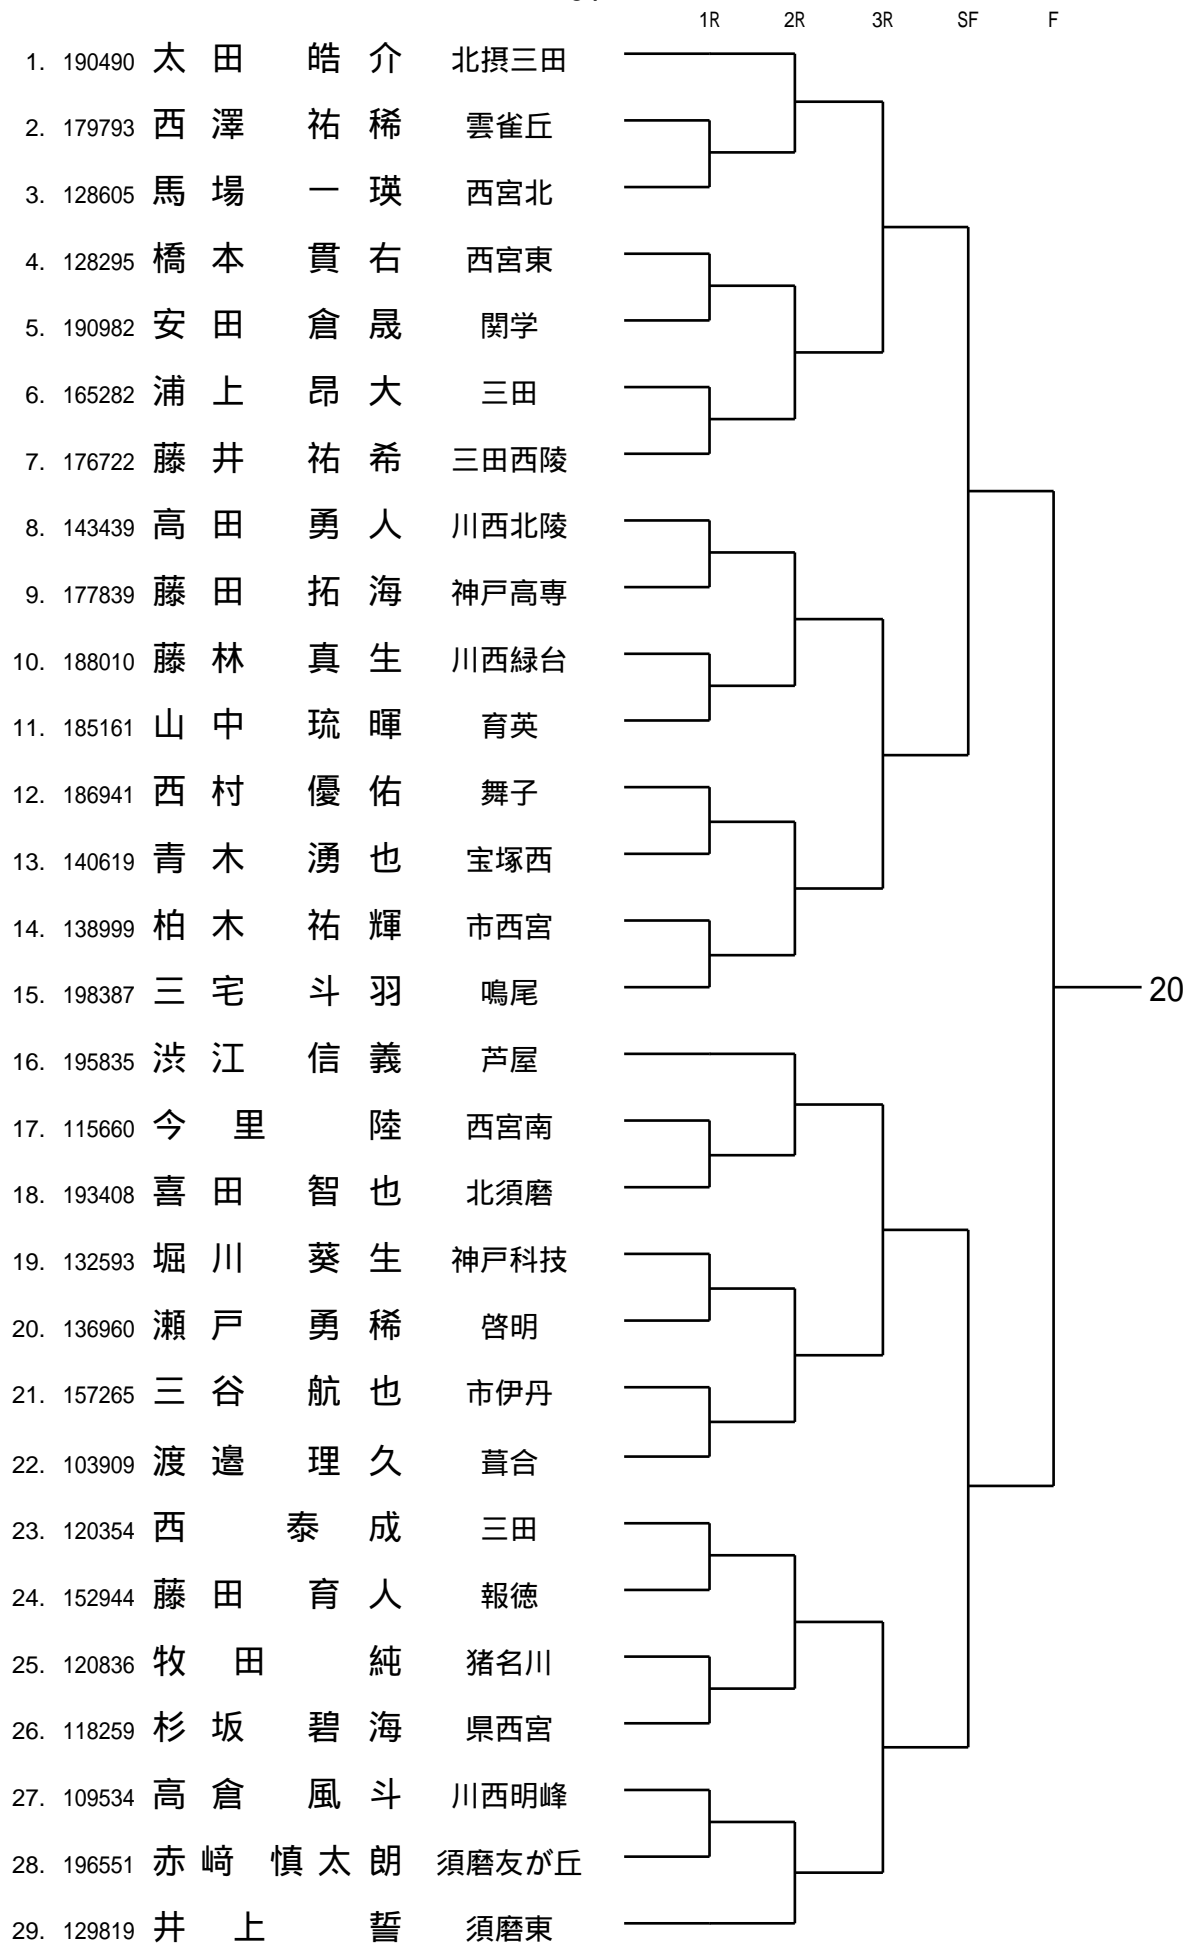 1R 2R 3R SF F
1. 190490 太田 皓介 北摂三田
2. 179793 西澤 祐稀 雲雀丘
3. 128605 馬場 一瑛 西宮北
4. 128295 橋本 貫右 西宮東
5. 190982 安田 倉晟 関学
6. 165282 浦上 昂大 三田
7. 176722 藤井 祐希 三田西陵
8. 143439 高田 勇人 川西北陵
9. 177839 藤田 拓海 神戸高専
10. 188010 藤林 真生 川西緑台
11. 185161 山中 琉暉 育英
12. 186941 西村 優佑 舞子
13. 140619 青木 湧也 宝塚西
14. 138999 柏木 祐輝 市西宮
15. 198387 三宅 斗羽 鳴尾
20
16. 195835 渋江 信義 芦屋
17. 115660 今里 陸 西宮南
18. 193408 喜田 智也 北須磨
19. 132593 堀川 葵生 神戸科技
20. 136960 瀬戸 勇稀 啓明
21. 157265 三谷 航也 市伊丹
22. 103909 渡邉 理久 葺合
23. 120354 西 泰成 三田
24. 152944 藤田 育人 報徳
25. 120836 牧田 純 猪名川
26. 118259 杉坂 碧海 県西宮
27. 109534 高倉 風斗 川西明峰
28. 196551 赤﨑 慎太朗 須磨友が丘
29. 129819 井上 誓 須磨東